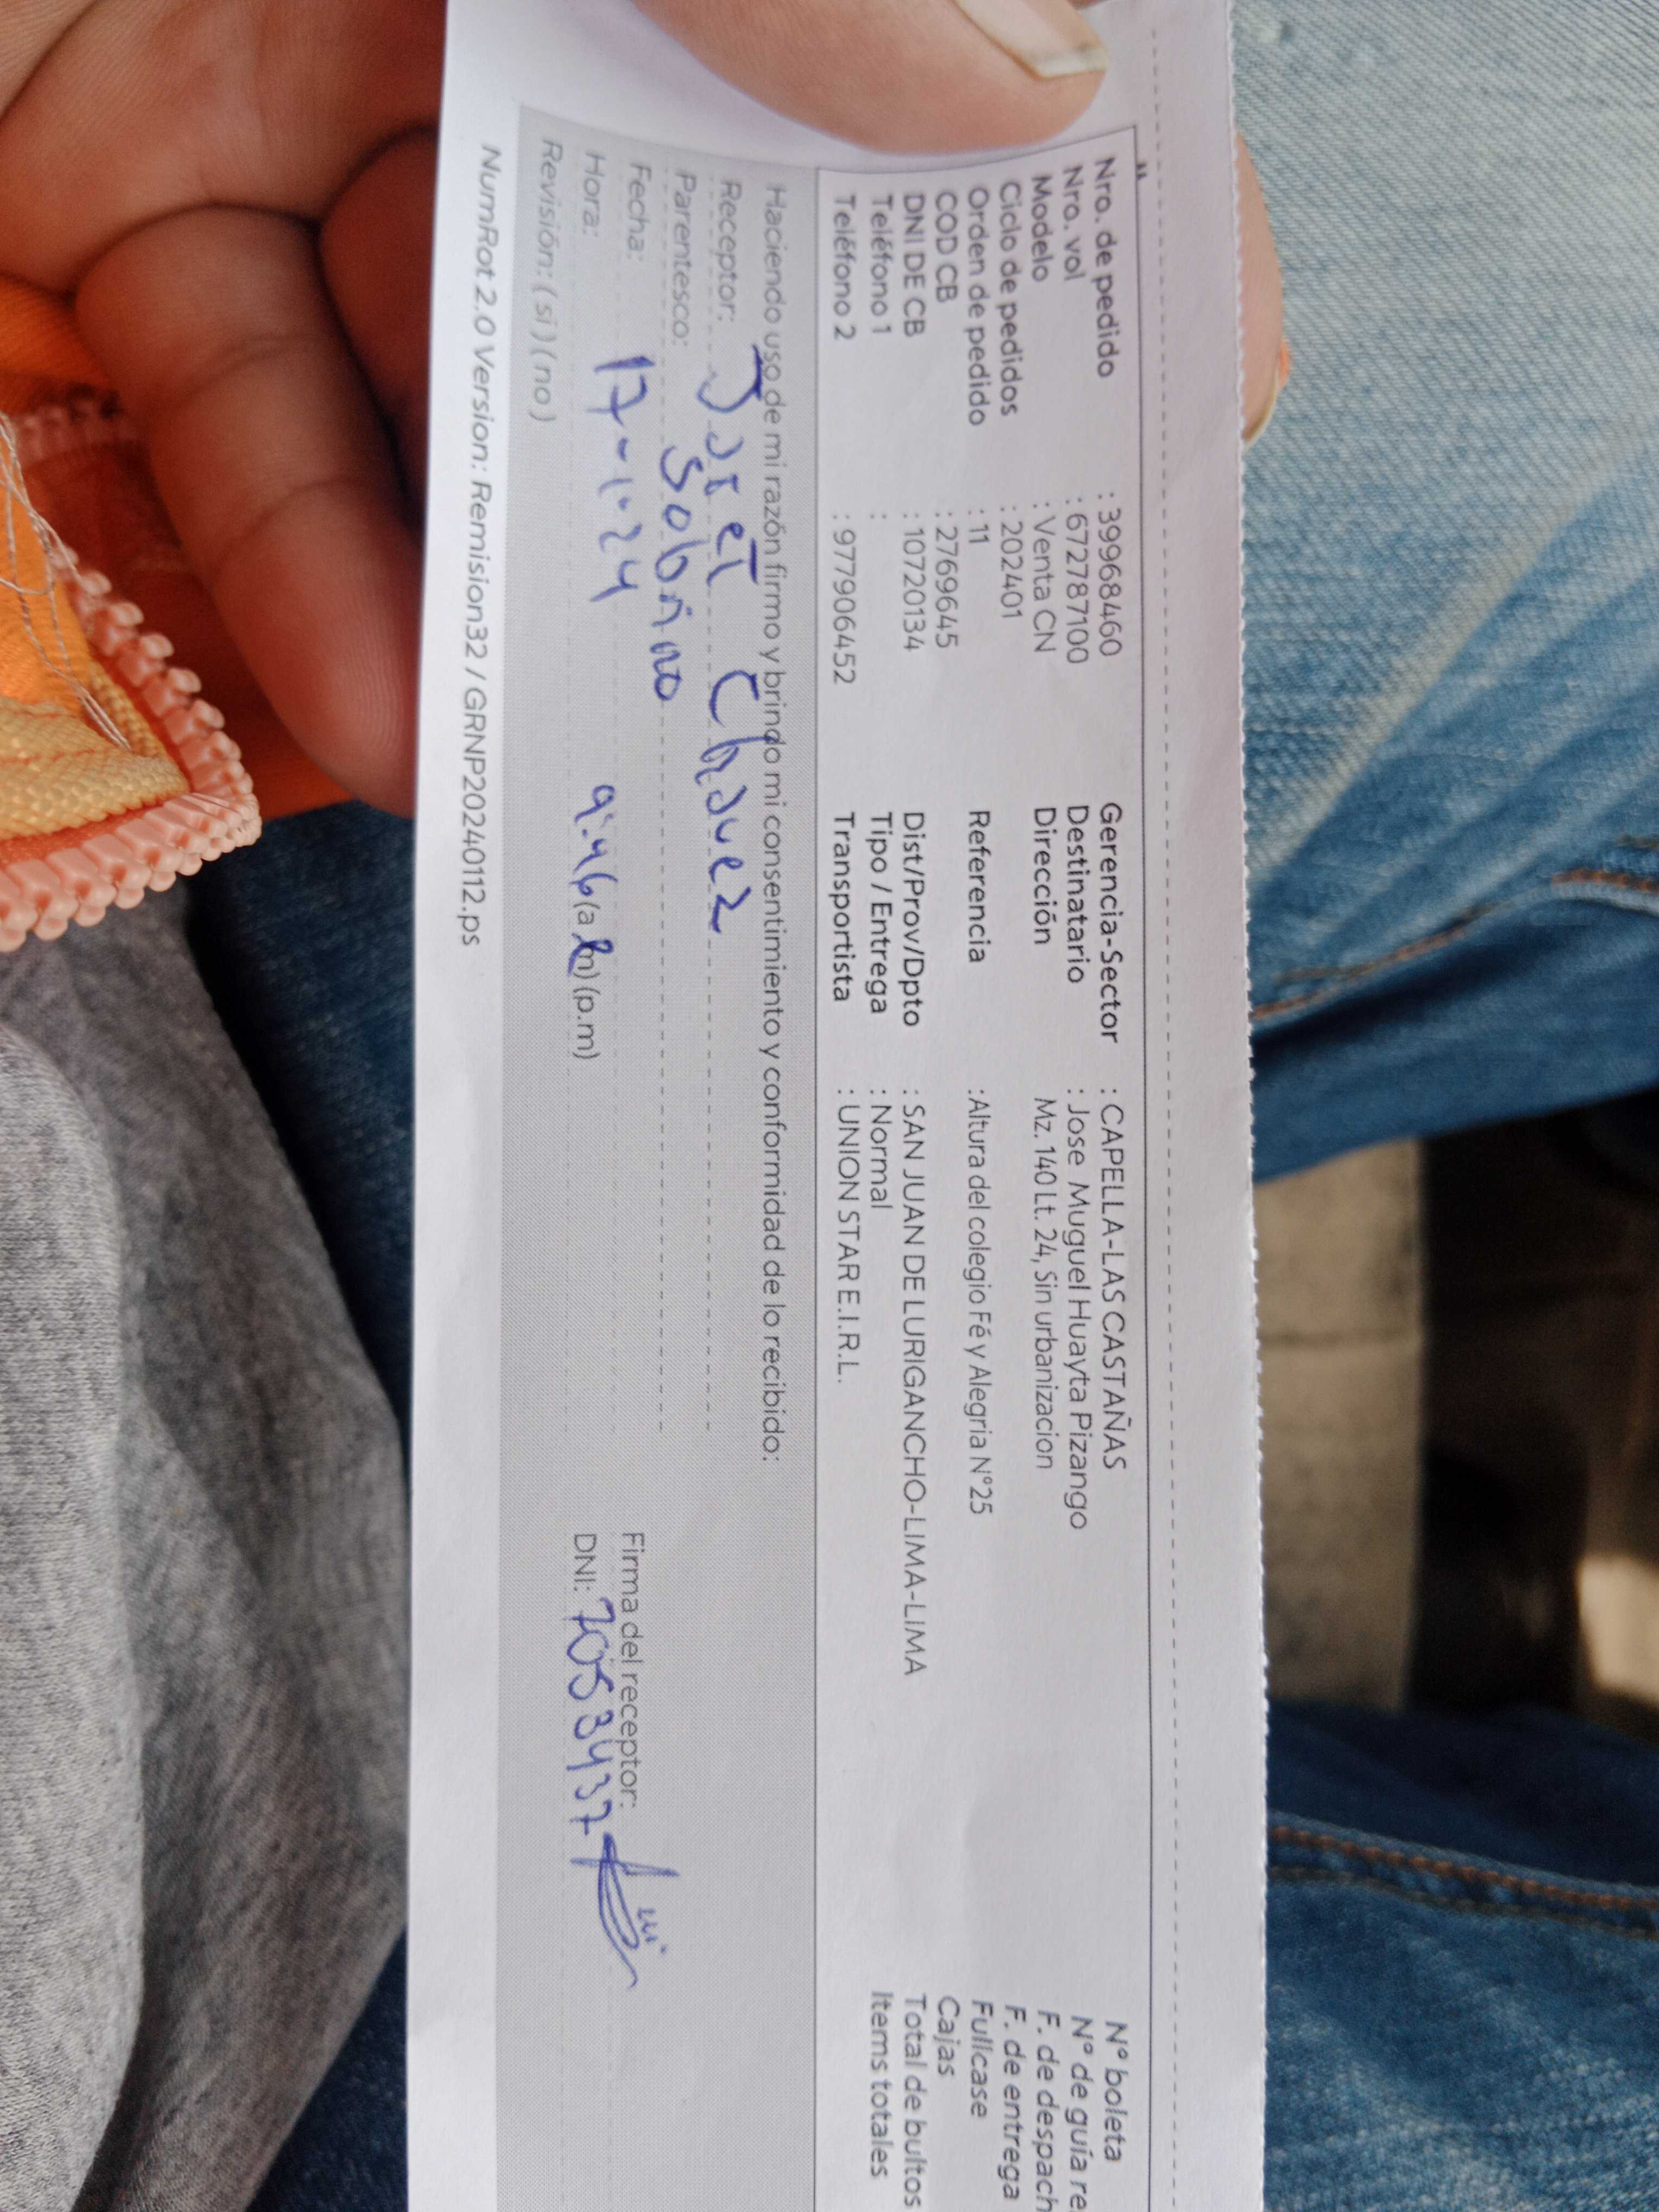 Nro. de pedido : 39968460 Gerencia-Sector : CAPELLA-LAS CASTAÑAS N° boleta
Nro. vol : 672787100 Destinatario : Jose Muguel Huayta Pizango N° de guía re
Modelo : Venta CN Dirección Mz. 140 Lt. 24, Sin urbanizacion F. de despach
Ciclo de pedidos : 202401 F. de entrega
Orden de pedido : 11 Referencia : Altura del colegio Fé y Alegria N°25 Fullcase
COD CB : 2769645 Cajas
DNI DE CB : 10720134 Dist/Prov/Dpto : SAN JUAN DE LURIGANCHO-LIMA-LIMA Total de bultos
Teléfono 1 : Tipo / Entrega : Normal Items totales
Teléfono 2 : 977906452 Transportista : UNION STAR E.I.R.L.
Haciendo uso de mi razón firmo y brindo mi consentimiento y conformidad de lo recibido:
Receptor: Jaret Chavez
Parentesco: Sobrino
Fecha: 17-1-24 Firma del receptor:
Hora: 9:46 (a.m) (p.m) DNI: 70533437
Revisión: ( si ) ( no )
NumRot 2.0 Version: Remision32 / GRNP20240112.ps